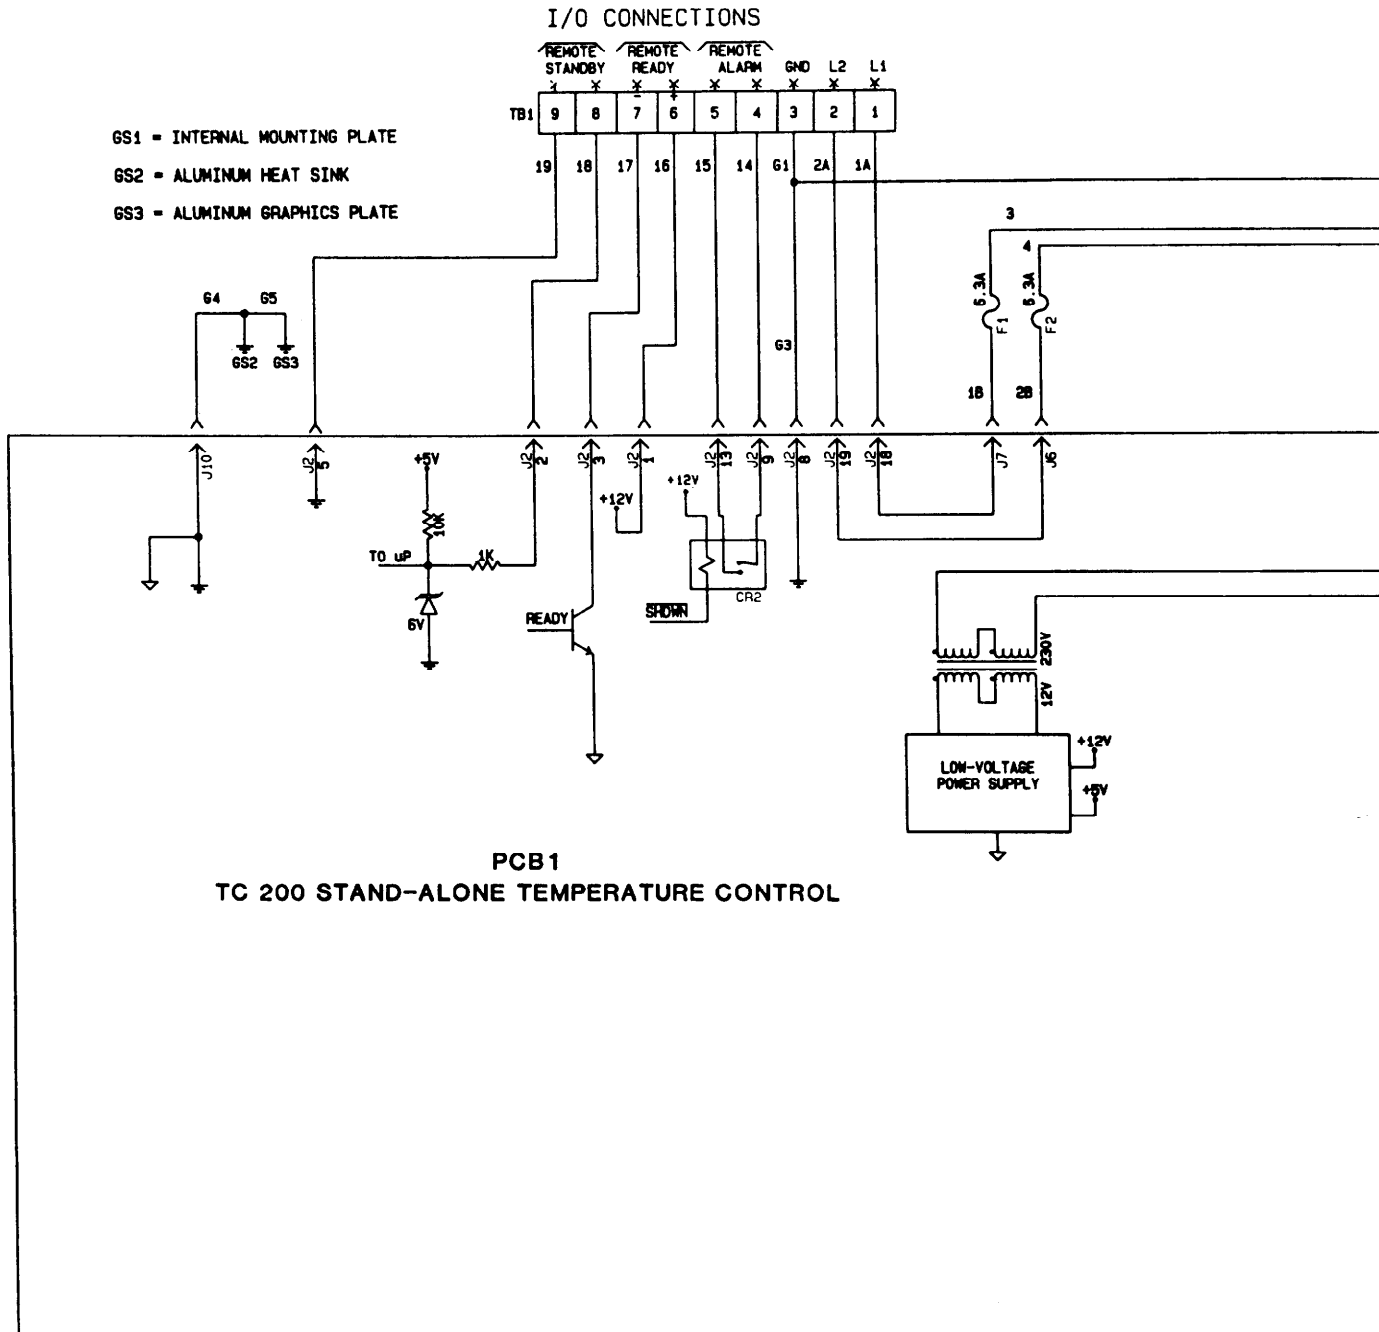 I/O CONNECTIONS
REMOTE STANDBY
REMOTE READY
REMOTE ALARM
GND L2 L1
- +
TB1 9 8 7 6 5 4 3 2 1
GS1 = INTERNAL MOUNTING PLATE
GS2 = ALUMINUM HEAT SINK
GS3 = ALUMINUM GRAPHICS PLATE
19 18 17 16 15 14 G1 2A 1A
3
4
G4 G5
GS2 GS3
6.3A F1
6.3A F2
G3
1B 2B
J10
J2 5
J2 2
J2 3
J2 1
J2 13
J2 9
J2 8
J2 19
J2 18
J7
J6
+5V
10K
TO uP
1K
6V
+12V
+12V
READY
SHDWN
CR2
230V
12V
LOW-VOLTAGE
POWER SUPPLY
+12V
+5V
PCB1
TC 200 STAND-ALONE TEMPERATURE CONTROL